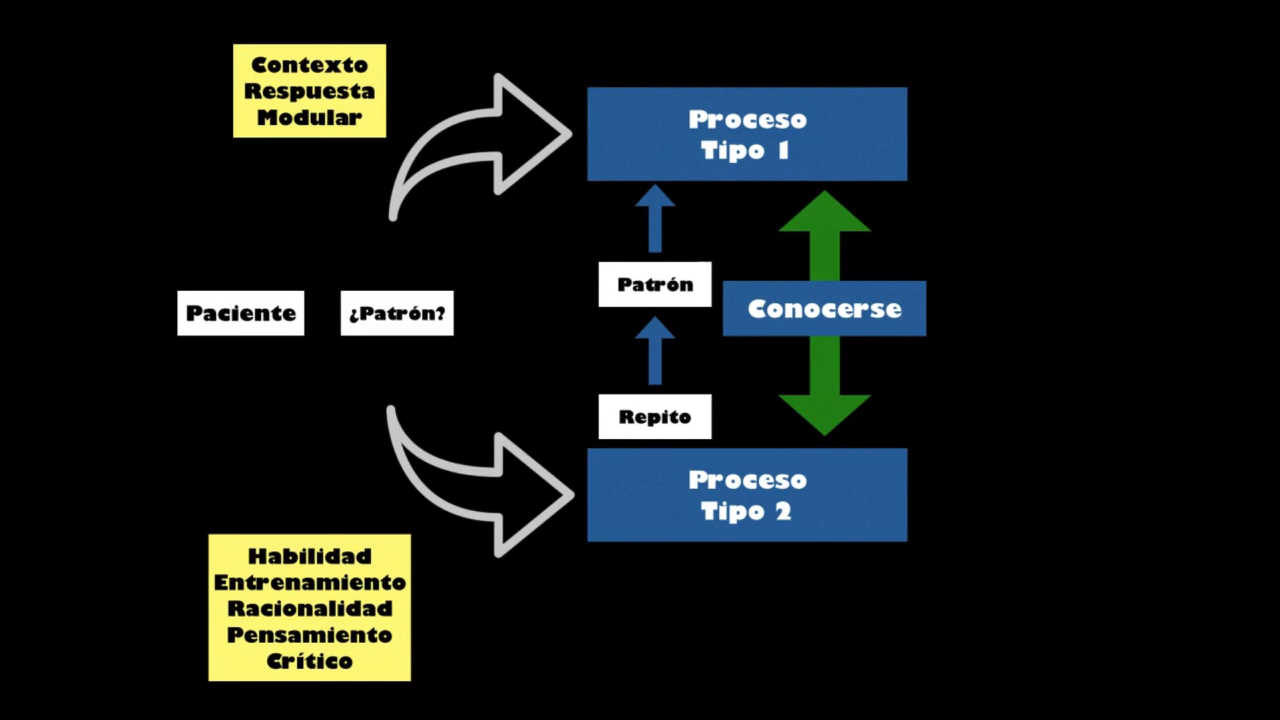 Contexto
Respuesta
Modular
Proceso
Tipo 1
Paciente
¿Patrón?
Patrón
Conocerse
Repito
Proceso
Tipo 2
Habilidad
Entrenamiento
Racionalidad
Pensamiento
Crítico